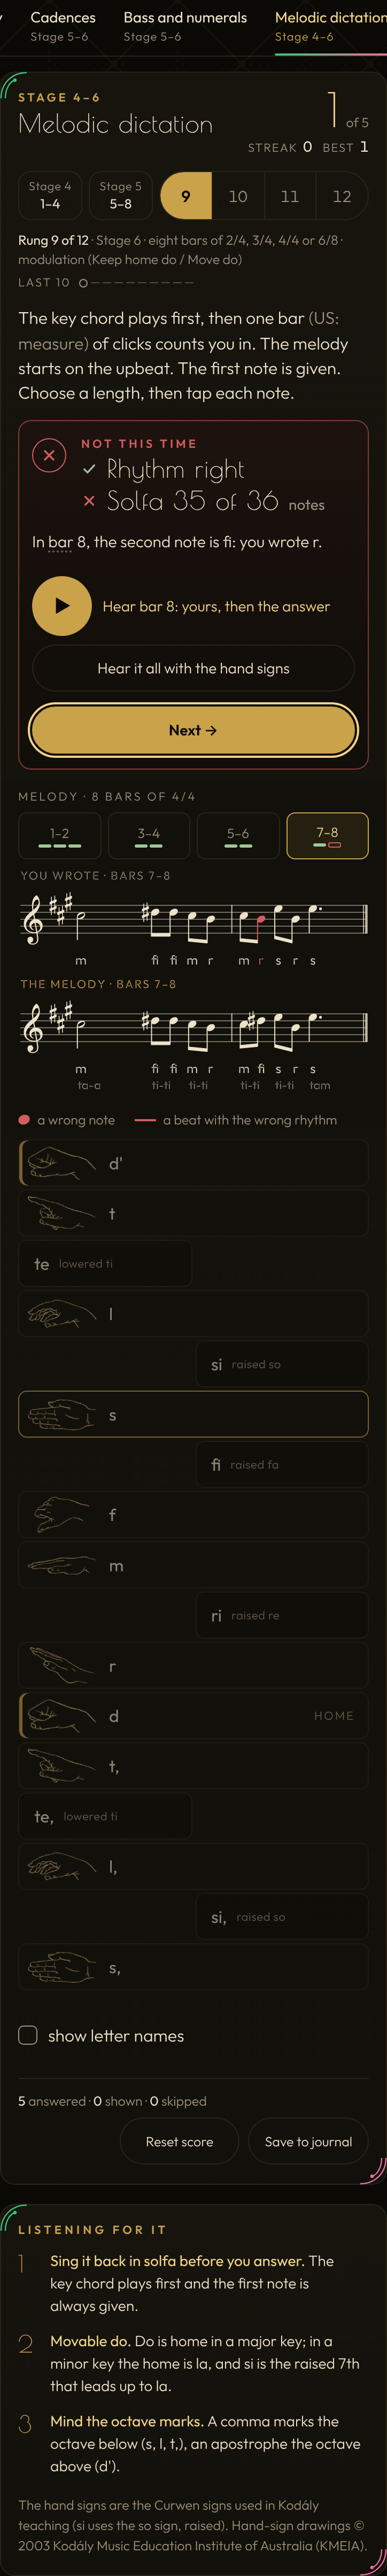 Cadences
Stage 5–6
Bass and numerals
Stage 5–6
Melodic dictation
Stage 4–6
STAGE 4–6
Melodic dictation
1 of 5
STREAK 0 BEST 1
Stage 4
1–4
Stage 5
5–8
9
10
11
12
Rung 9 of 12 · Stage 6 · eight bars of 2/4, 3/4, 4/4 or 6/8 ·
modulation (Keep home do / Move do)
LAST 10
The key chord plays first, then one bar (US:
measure) of clicks counts you in. The melody
starts on the upbeat. The first note is given.
Choose a length, then tap each note.
NOT THIS TIME
Rhythm right
Solfa 35 of 36 notes
In bar 8, the second note is fi: you wrote r.
Hear bar 8: yours, then the answer
Hear it all with the hand signs
Next →
MELODY · 8 BARS OF 4/4
1–2
3–4
5–6
7–8
YOU WROTE · BARS 7–8
m fi fi m r m r s r s
THE MELODY · BARS 7–8
m fi fi m r m fi s r s
ta-a ti-ti ti-ti ti-ti ti-ti tam
a wrong note
a beat with the wrong rhythm
d'
t
te lowered ti
l
si raised so
s
fi raised fa
f
m
ri raised re
r
d HOME
t,
te, lowered ti
l,
si, raised so
s,
show letter names
5 answered · 0 shown · 0 skipped
Reset score
Save to journal
LISTENING FOR IT
1 Sing it back in solfa before you answer. The
key chord plays first and the first note is
always given.
2 Movable do. Do is home in a major key; in a
minor key the home is la, and si is the raised 7th
that leads up to la.
3 Mind the octave marks. A comma marks the
octave below (s, l, t,), an apostrophe the octave
above (d').
The hand signs are the Curwen signs used in Kodály
teaching (si uses the so sign, raised). Hand-sign drawings ©
2003 Kodály Music Education Institute of Australia (KMEIA).